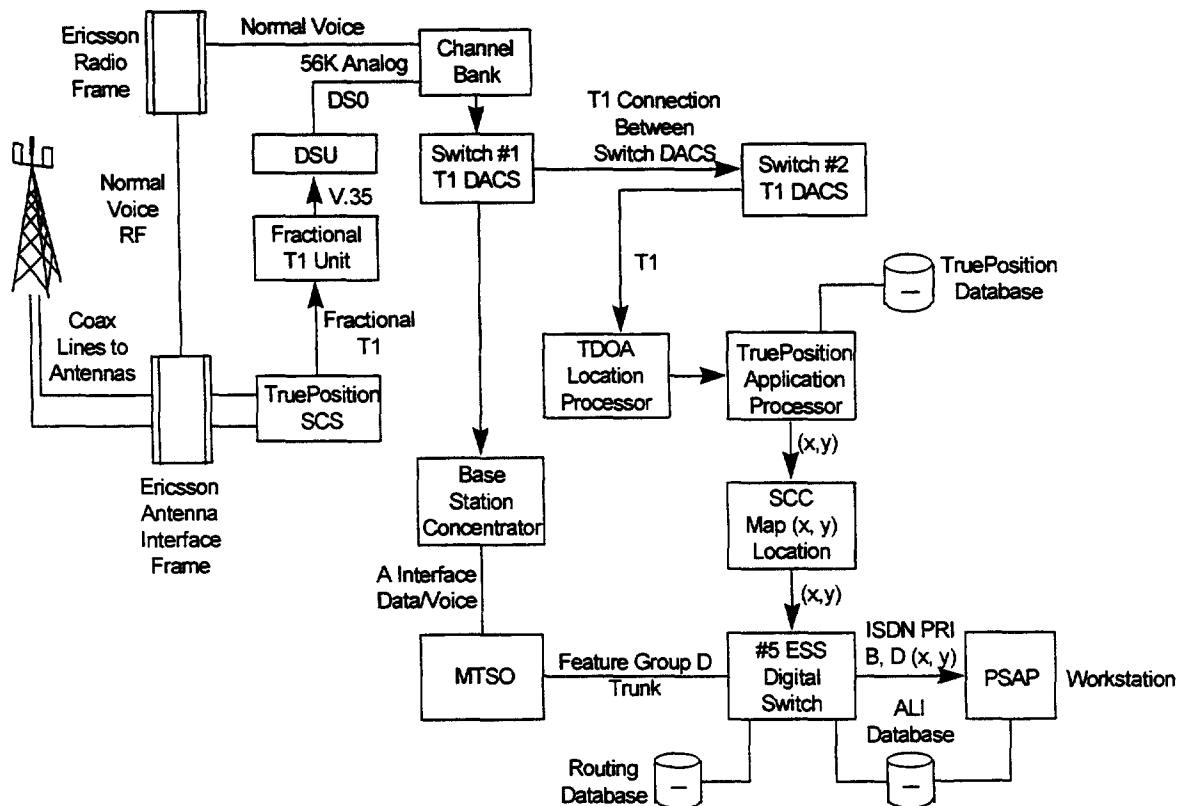 Ericsson
Radio
Frame
Normal Voice
56K Analog
DS0
Channel
Bank
T1 Connection
Between
Switch DACS
DSU
Switch #1
T1 DACS
Switch #2
T1 DACS
Normal
Voice
RF
V.35
Fractional
T1 Unit
T1
TruePosition
Database
Coax
Lines to
Antennas
Fractional
T1
TruePosition
SCS
TDOA
Location
Processor
TruePosition
Application
Processor
(x,y)
Ericsson
Antenna
Interface
Frame
Base
Station
Concentrator
SCC
Map (x, y)
Location
A Interface
Data/Voice
(x,y)
MTSO
Feature Group D
Trunk
#5 ESS
Digital
Switch
ISDN PRI
B, D (x, y)
PSAP
Workstation
ALI
Database
Routing
Database